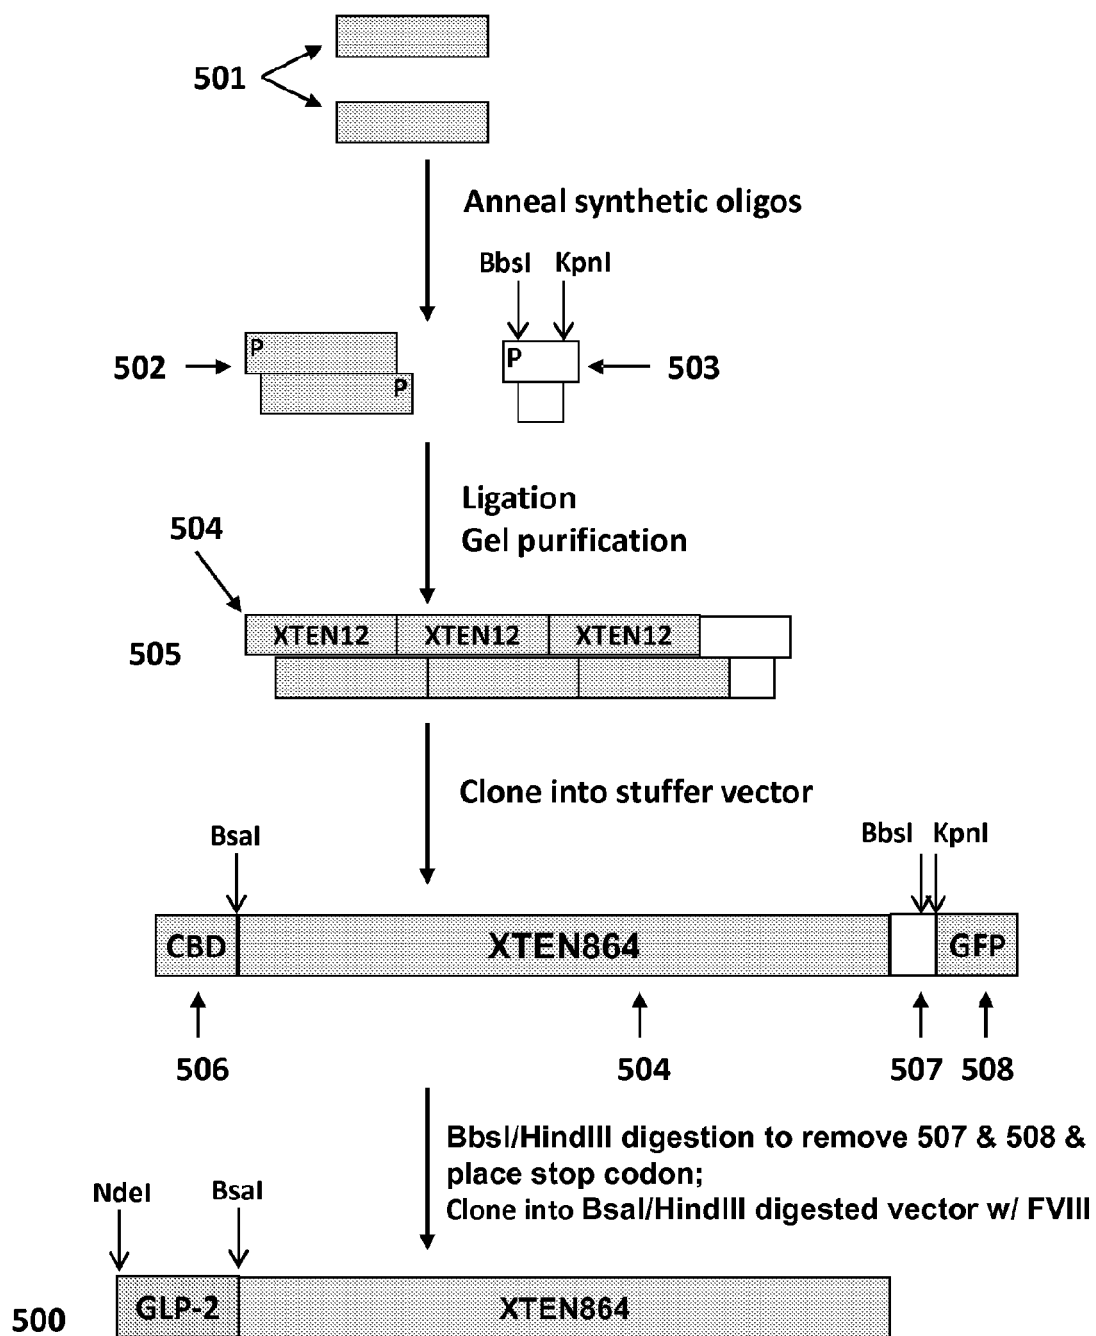 501
Anneal synthetic oligos
BbsI KpnI
P
P
P
502
503
Ligation
Gel purification
504
XTEN12 XTEN12 XTEN12
505
Clone into stuffer vector
BsaI
BbsI KpnI
CBD XTEN864 GFP
506 504 507 508
BbsI/HindIII digestion to remove 507 & 508 &
place stop codon;
Clone into BsaI/HindIII digested vector w/ FVIII
NdeI BsaI
GLP-2 XTEN864
500